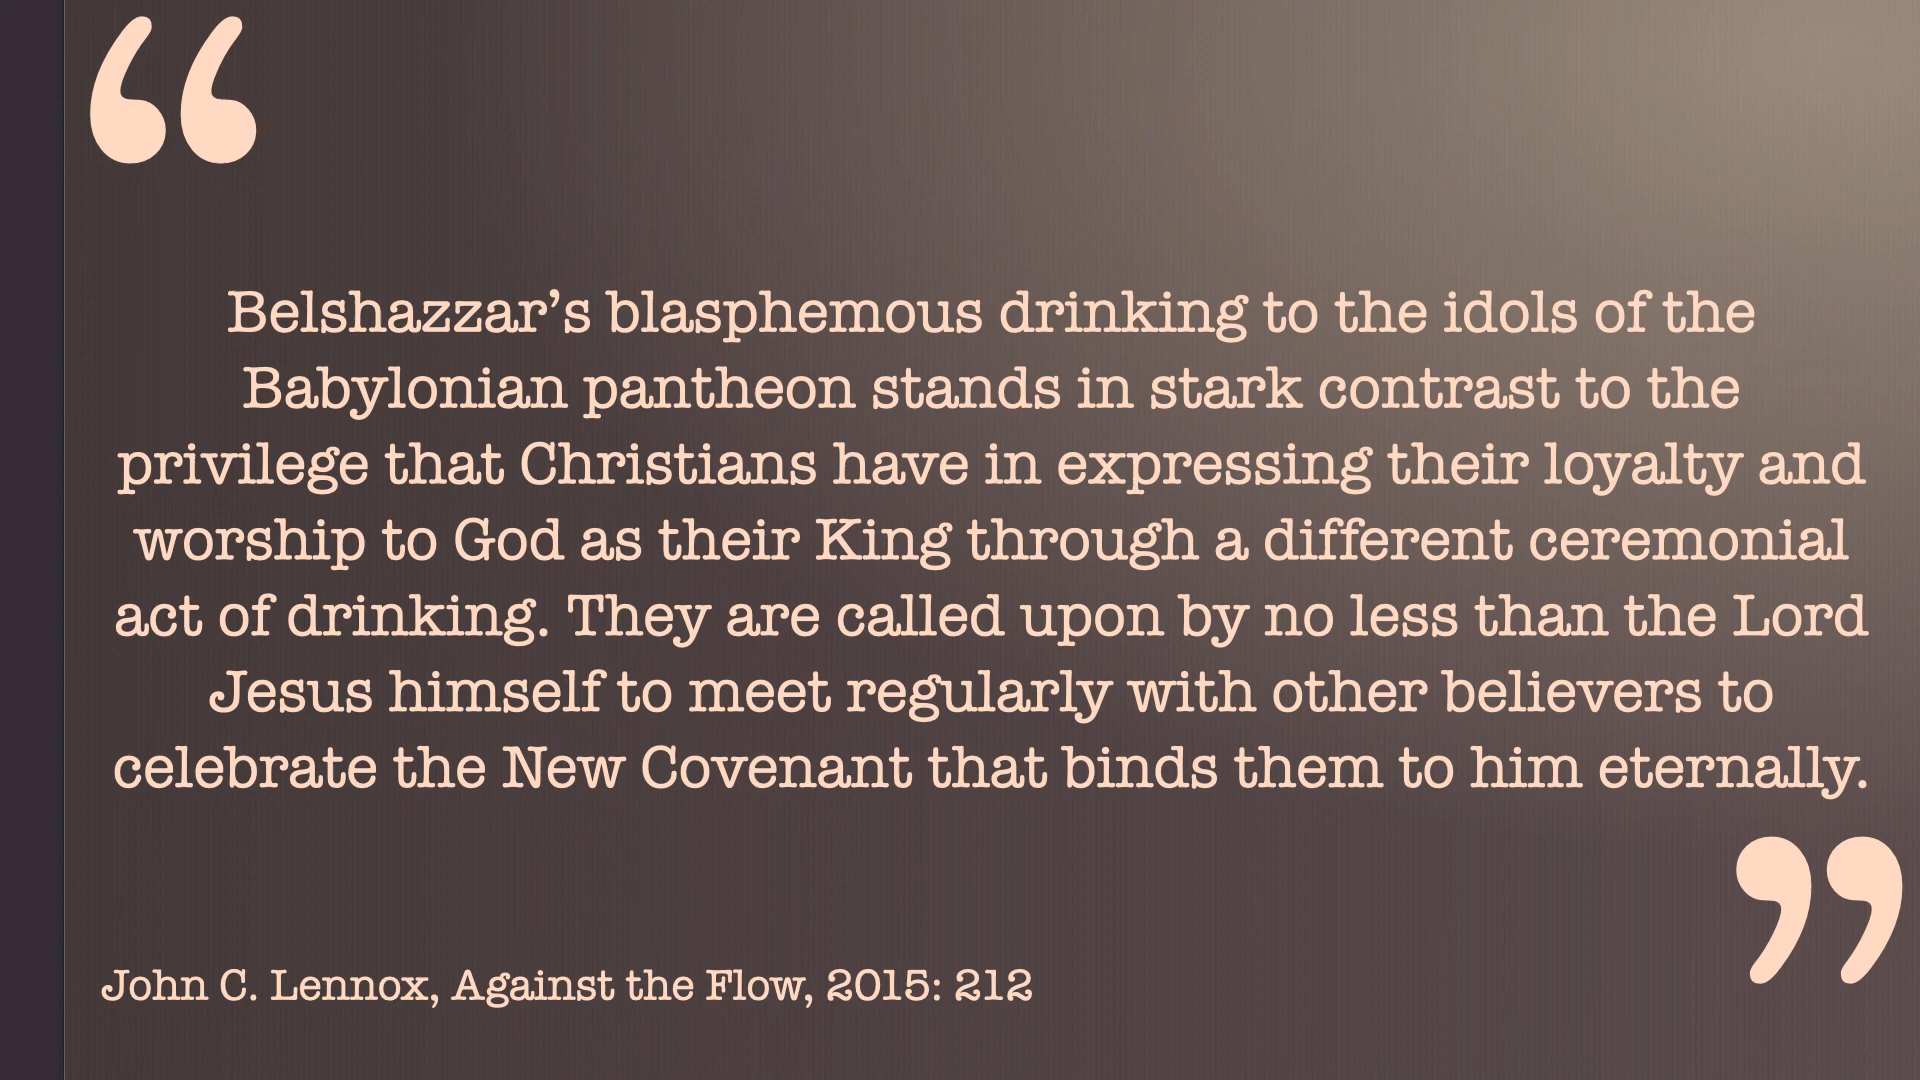 “
Belshazzar’s blasphemous drinking to the idols of the
Babylonian pantheon stands in stark contrast to the
privilege that Christians have in expressing their loyalty and
worship to God as their King through a different ceremonial
act of drinking. They are called upon by no less than the Lord
Jesus himself to meet regularly with other believers to
celebrate the New Covenant that binds them to him eternally.
”
John C. Lennox, Against the Flow, 2015: 212